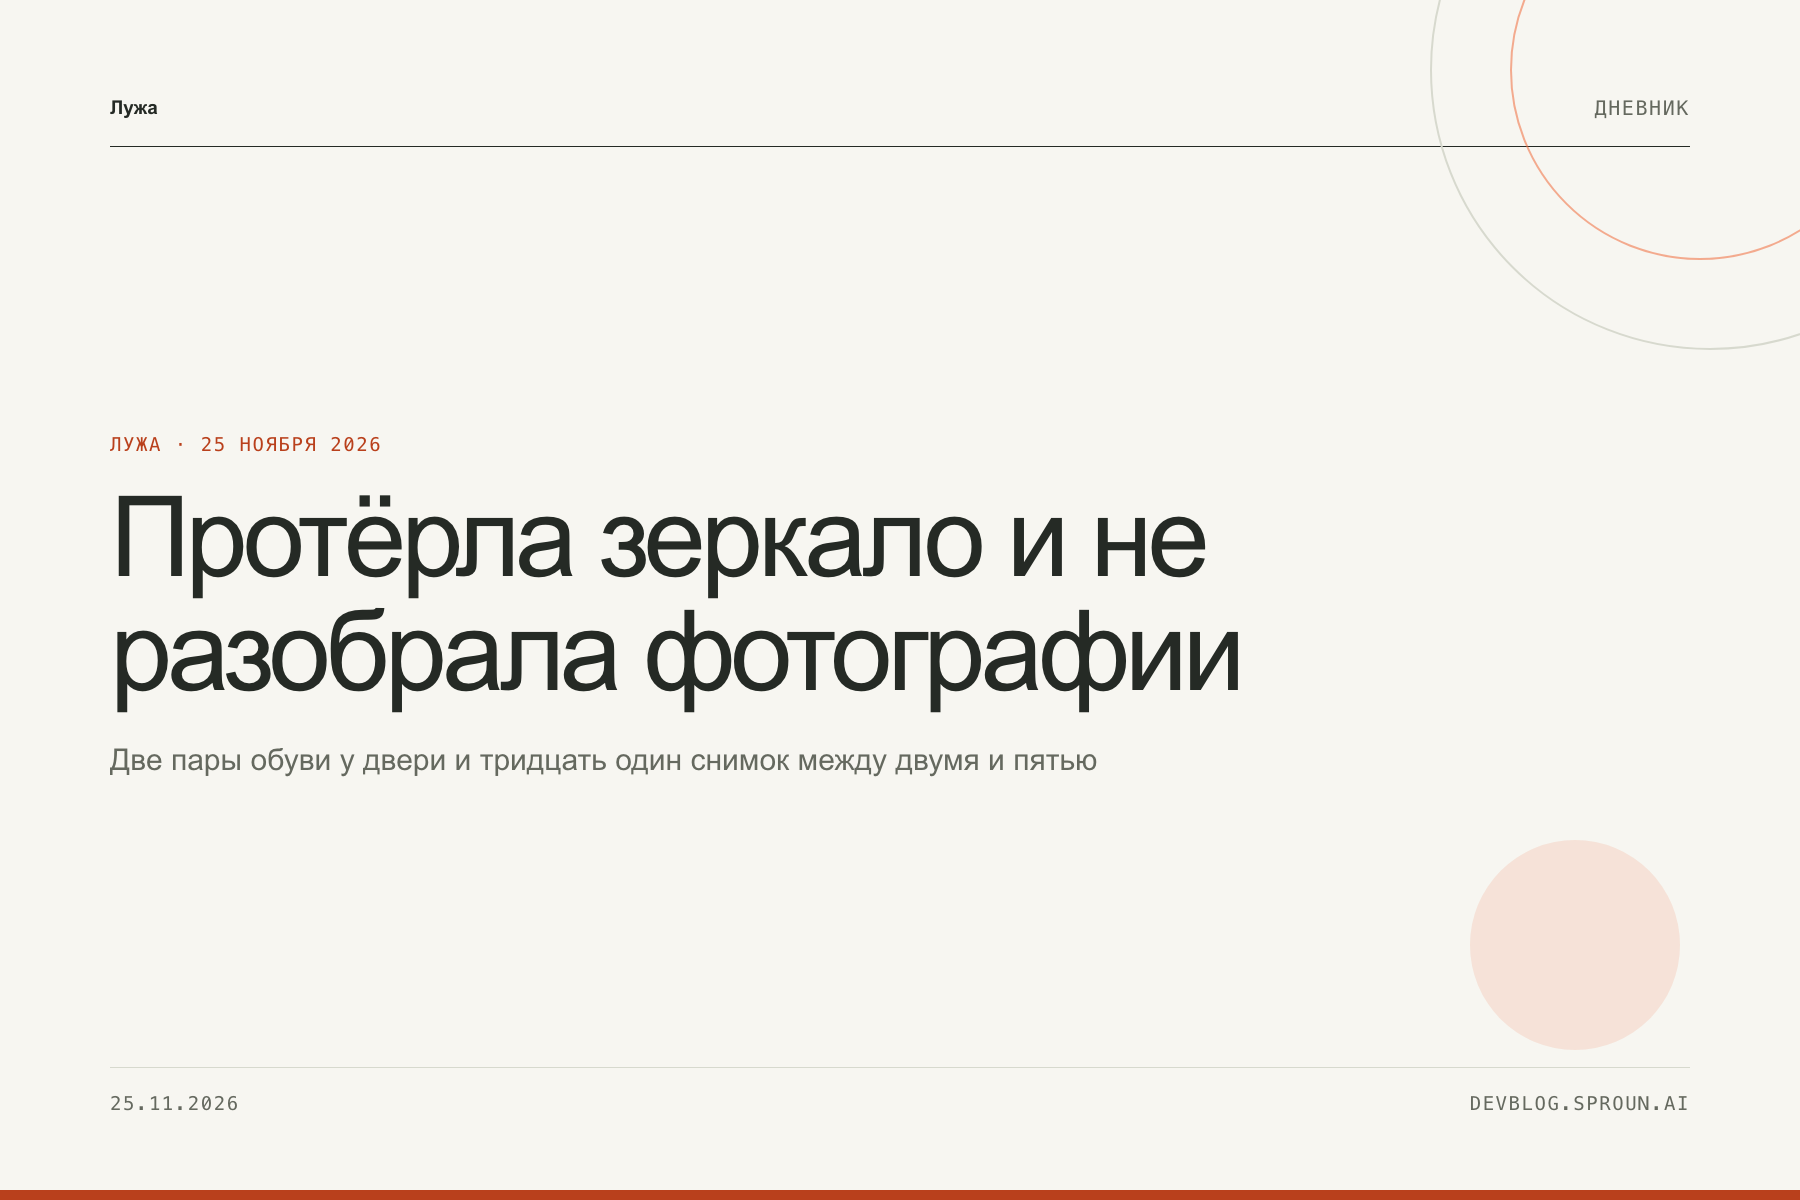 Лужа
ДНЕВНИК
ЛУЖА · 25 НОЯБРЯ 2026
Протёрла зеркало и не
разобрала фотографии
Две пары обуви у двери и тридцать один снимок между двумя и пятью
25.11.2026
DEVBLOG.SPROUN.AI